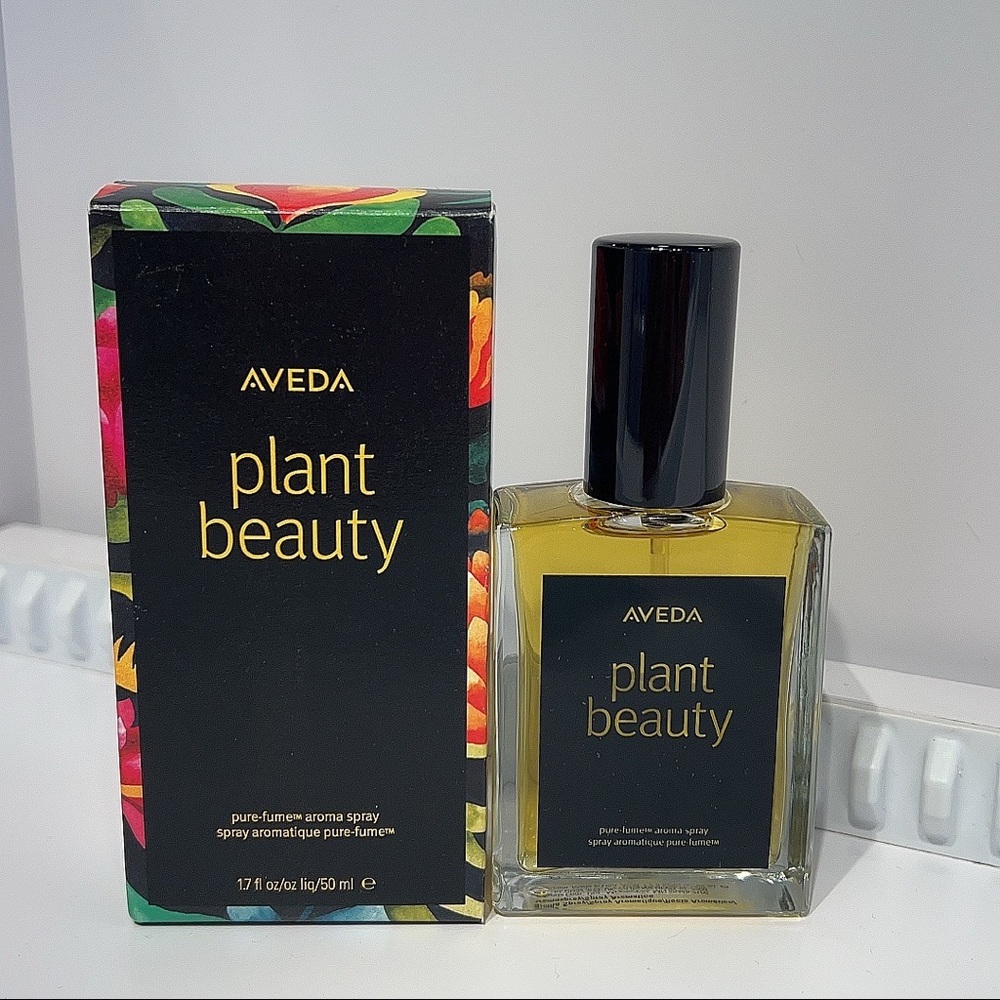 AVEDA
plant
beauty
pure-fume™ aroma spray
spray aromatique pure-fume™
1.7 fl oz/oz liq/50 ml ℮
AVEDA
plant
beauty
pure-fume™ aroma spray
spray aromatique pure-fume™